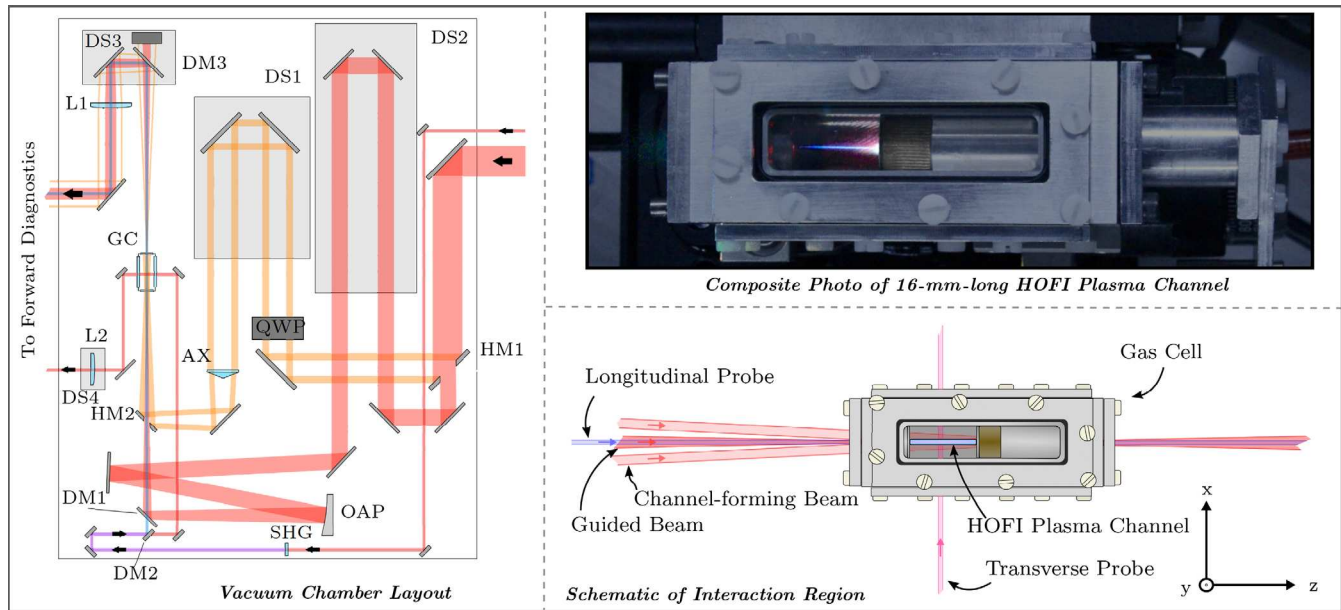 DS3
DM3
DS2
DS1
L1
To Forward Diagnostics
GC
QWP
L2
AX
HM1
DS4
HM2
DM1
OAP
SHG
DM2
Vacuum Chamber Layout
Composite Photo of 16-mm-long HOFI Plasma Channel
Gas Cell
Longitudinal Probe
Channel-forming Beam
Guided Beam
HOFI Plasma Channel
Transverse Probe
x
y
z
Schematic of Interaction Region